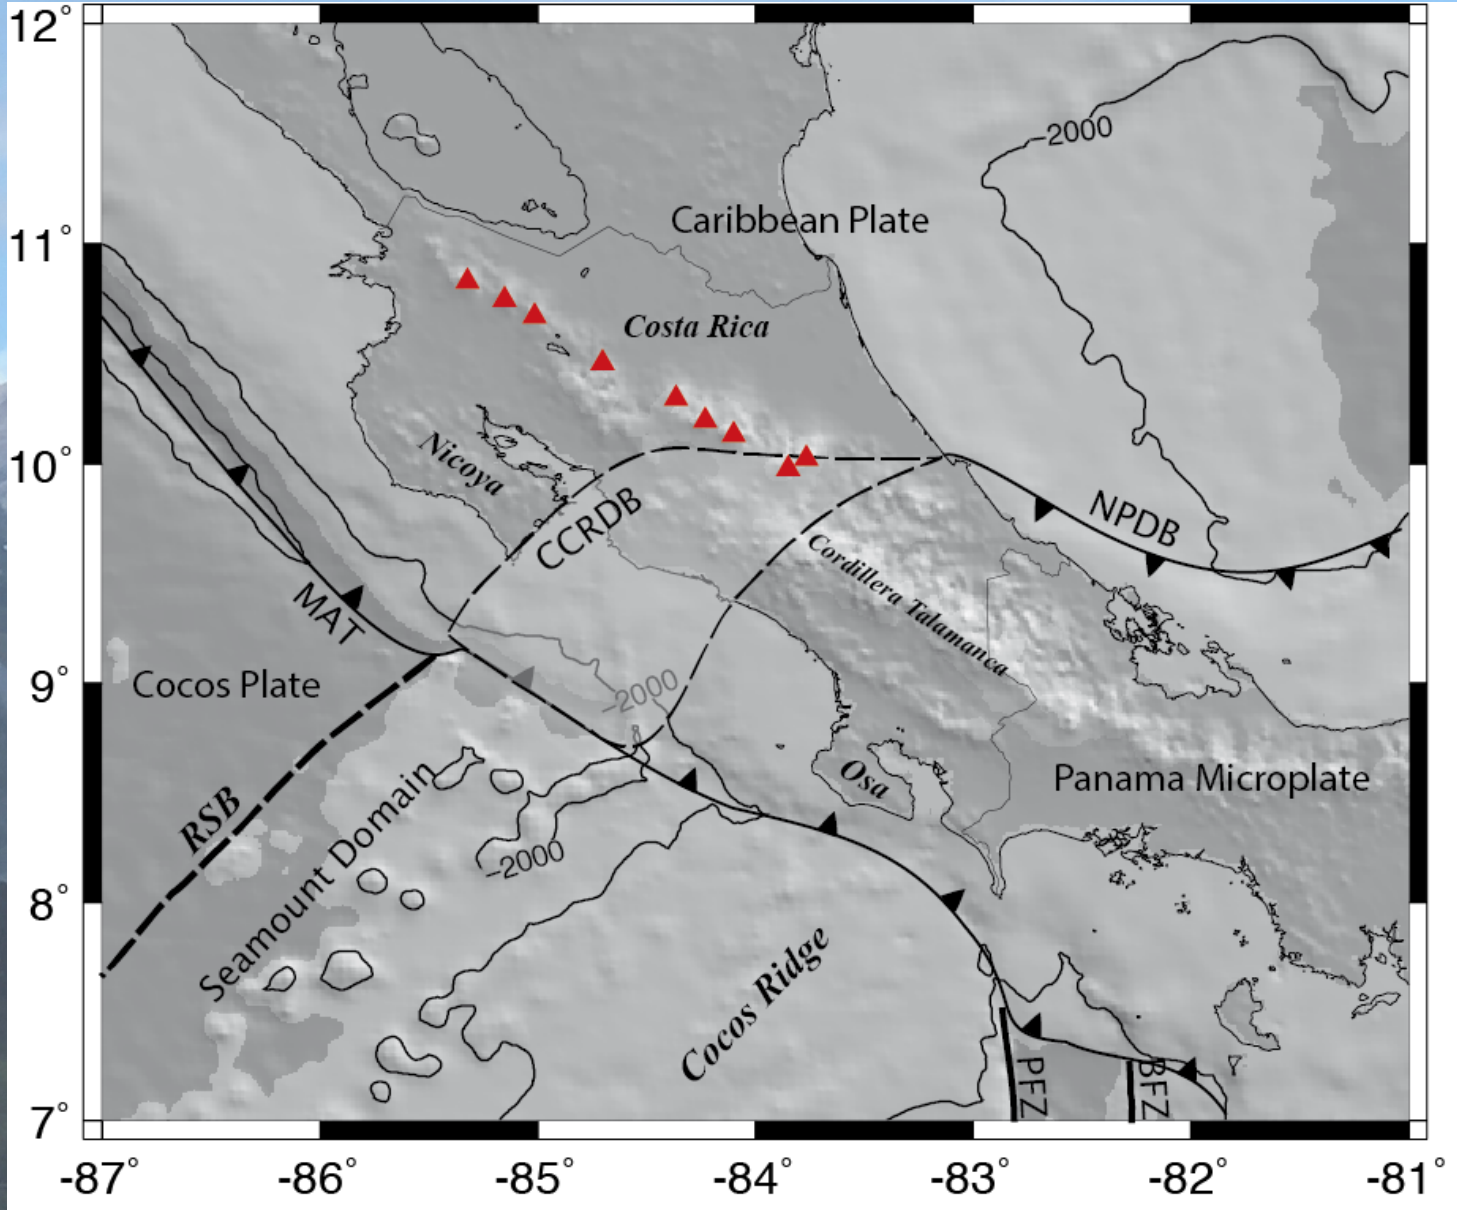 12°
11°
10°
9°
8°
7°
-2000
Caribbean Plate
Costa Rica
Nicoya
CCRDB
NPDB
Cordillera Talamanca
MAT
Cocos Plate
-2000
RSB
Seamount Domain
-2000
Osa
Panama Microplate
Cocos Ridge
PFZ
BFZ
-87°
-86°
-85°
-84°
-83°
-82°
-81°